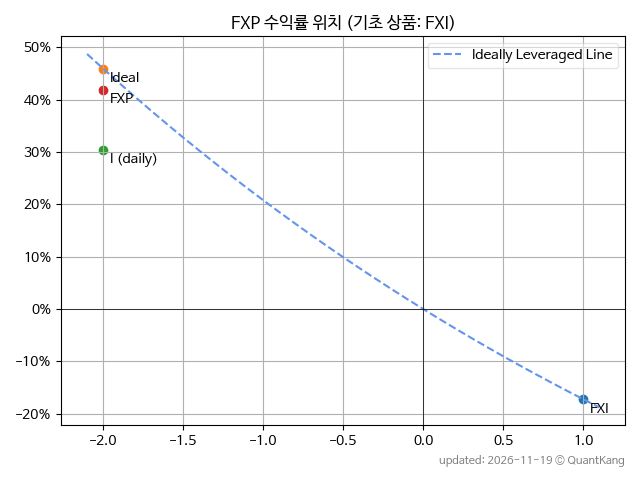 FXP 수익률 위치 (기초 상품: FXI)
Ideally Leveraged Line
50%
40%
30%
20%
10%
0%
−10%
−20%
Ideal
FXP
I (daily)
FXI
−2.0
−1.5
−1.0
−0.5
0.0
0.5
1.0
updated: 2026-11-19 © QuantKang